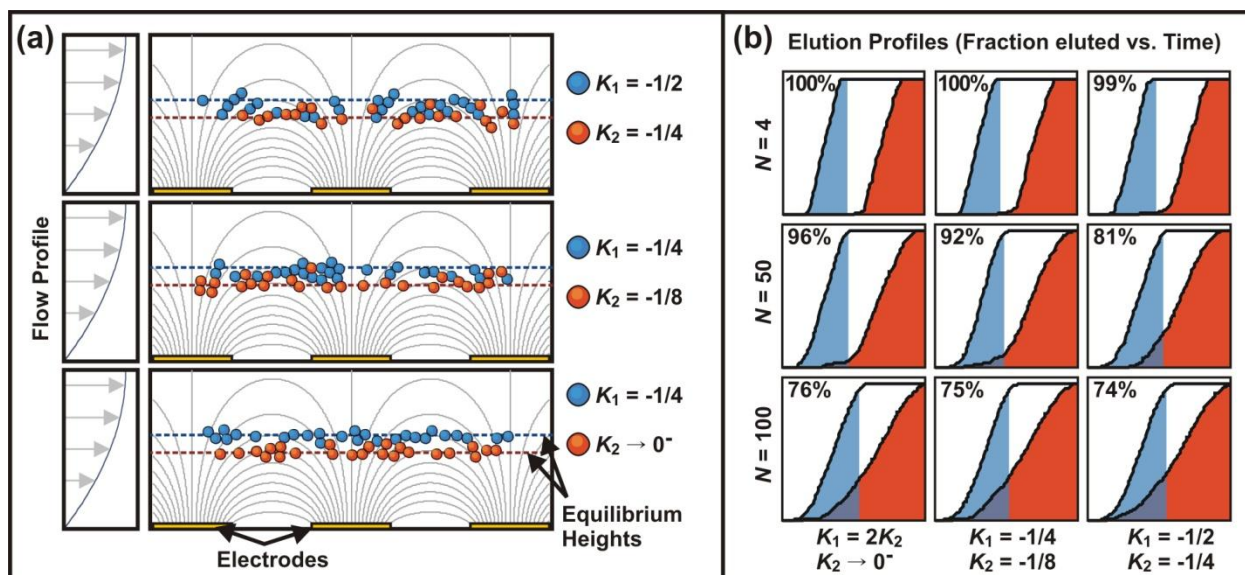 (a)
Flow Profile
K₁ = -1/2
K₂ = -1/4
K₁ = -1/4
K₂ = -1/8
K₁ = -1/4
K₂ → 0⁻
Equilibrium
Heights
Electrodes
(b) Elution Profiles (Fraction eluted vs. Time)
N = 4
100%
100%
99%
N = 50
96%
92%
81%
N = 100
76%
75%
74%
K₁ = 2K₂
K₂ → 0⁻
K₁ = -1/4
K₂ = -1/8
K₁ = -1/2
K₂ = -1/4